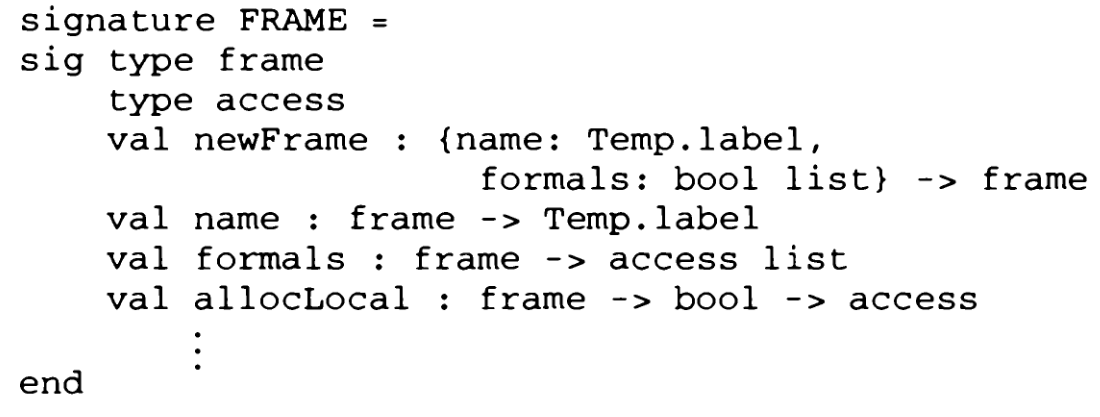 signature FRAME =
sig type frame
    type access
    val newFrame : {name: Temp.label,
                     formals: bool list} -> frame
    val name : frame -> Temp.label
    val formals : frame -> access list
    val allocLocal : frame -> bool -> access
        ⋮
end